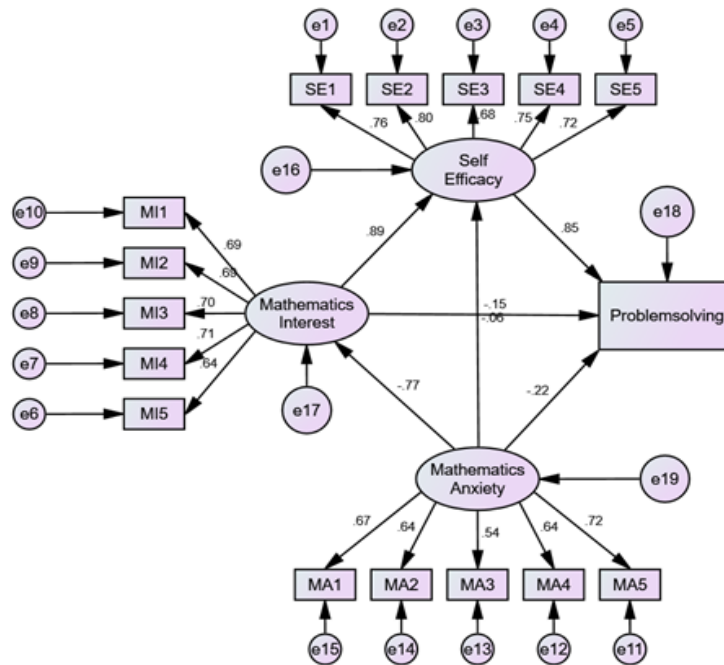 e1 e2 e3 e4 e5
SE1 SE2 SE3 SE4 SE5
.76 .80 .68 .75 .72
e16
Self
Efficacy
e10 MI1
e18
.69 .89 .85
e9 MI2
.69
e8 MI3 .70
Mathematics
Interest
-.15
-.06
Problemsolving
.71
e7 MI4
.64
e17 -.77 -.22
e6 MI5
Mathematics
Anxiety
e19
.67 .64 .54 .64 .72
MA1 MA2 MA3 MA4 MA5
e15 e14 e13 e12 e11